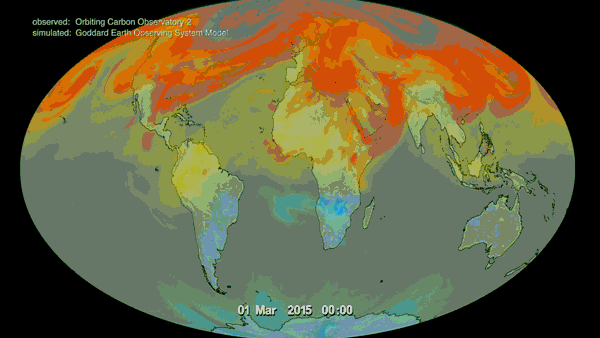 observed: Orbiting Carbon Observatory-2
simulated: Goddard Earth Observing System Model
01 Mar 2015 00:00